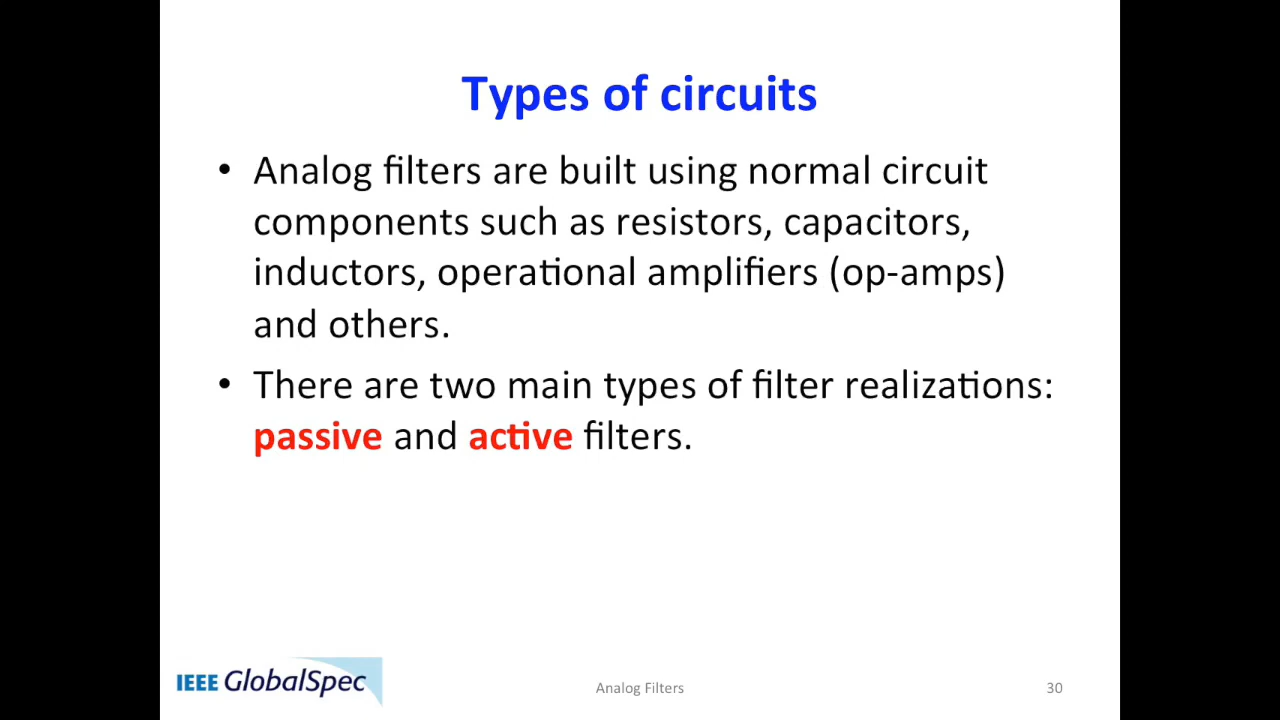 Types of circuits
• Analog filters are built using normal circuit
components such as resistors, capacitors,
inductors, operational amplifiers (op-amps)
and others.
• There are two main types of filter realizations:
passive and active filters.
IEEE GlobalSpec
Analog Filters
30